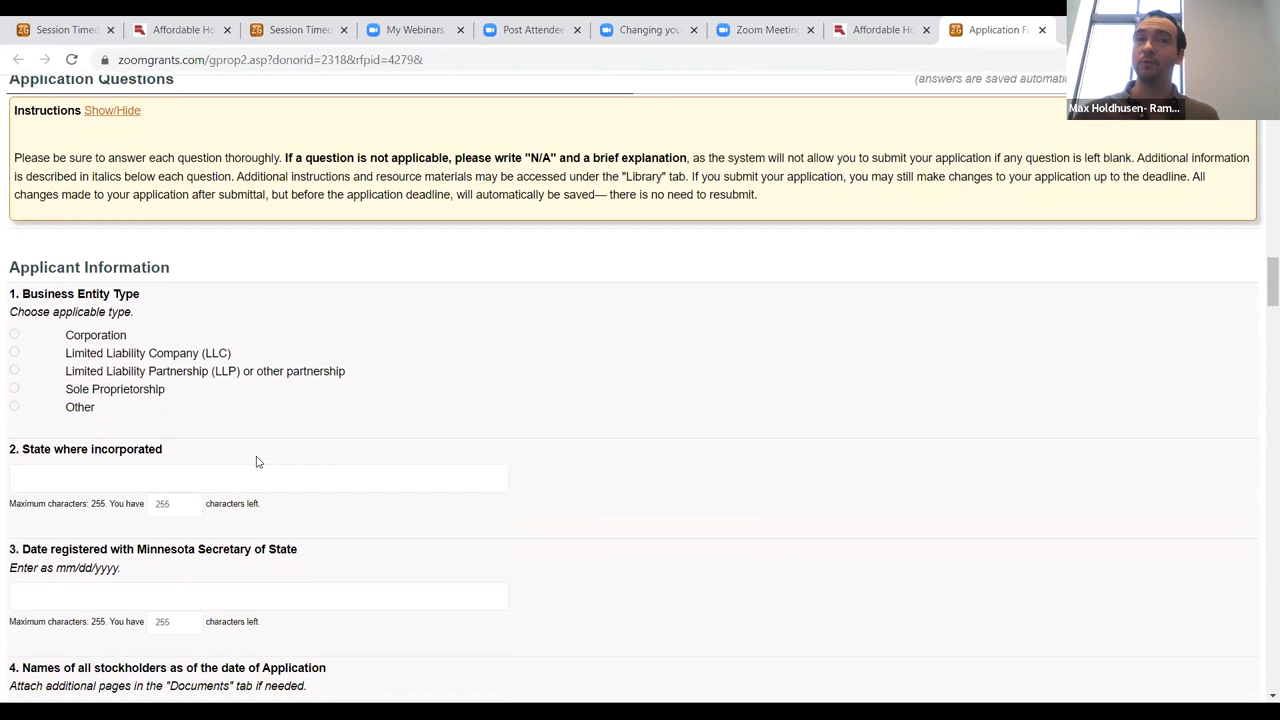 Session Timeo
Affordable Ho
Session Timeo
My Webina
Post Attendee
Changing you
Zoom Meetin
Affordable Ho
Application Fo
zoomgrants.com/gprop2.asp?donorid=2318&rfpid=4279&
Application Questions
(answers are saved automati
Max Holdhusen- Ram...
Instructions Show/Hide
Please be sure to answer each question thoroughly. If a question is not applicable, please write "N/A" and a brief explanation, as the system will not allow you to submit your application if any question is left blank. Additional information
is described in italics below each question. Additional instructions and resource materials may be accessed under the "Library" tab. If you submit your application, you may still make changes to your application up to the deadline. All
changes made to your application after submittal, but before the application deadline, will automatically be saved— there is no need to resubmit.
Applicant Information
1. Business Entity Type
Choose applicable type.
Corporation
Limited Liability Company (LLC)
Limited Liability Partnership (LLP) or other partnership
Sole Proprietorship
Other
2. State where incorporated
Maximum characters: 255. You have 255 characters left.
3. Date registered with Minnesota Secretary of State
Enter as mm/dd/yyyy.
Maximum characters: 255. You have 255 characters left.
4. Names of all stockholders as of the date of Application
Attach additional pages in the "Documents" tab if needed.